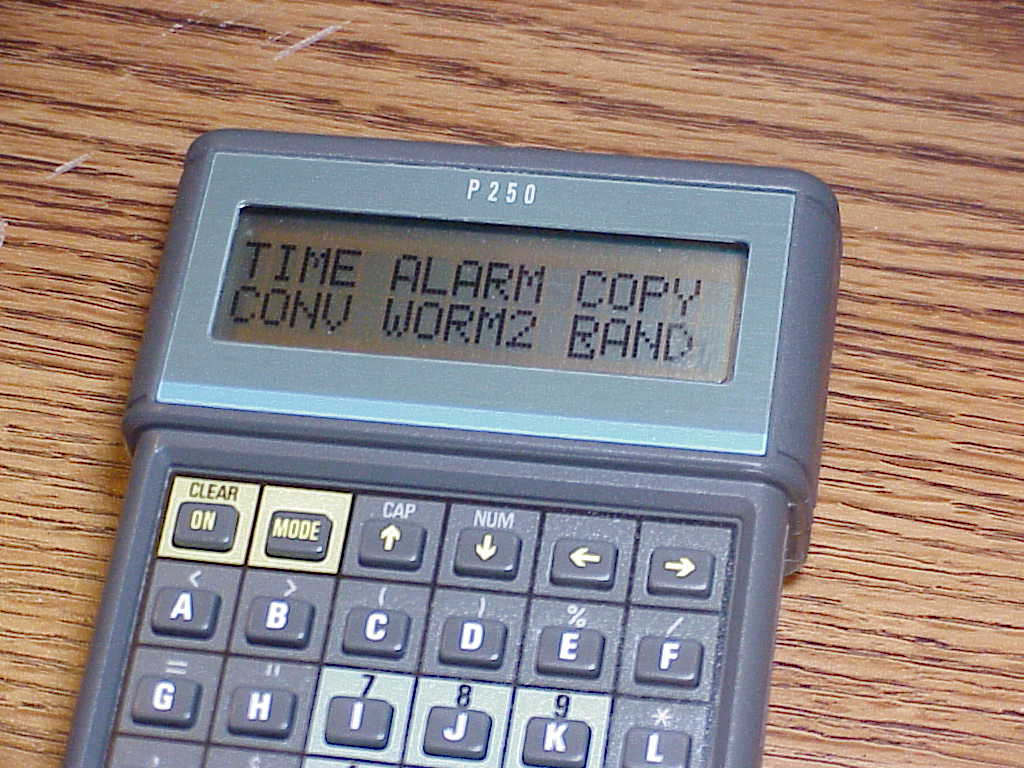 P250
TIME ALARM COPY
CONV WORM2 BAND
CLEAR CAP NUM
ON MODE ↑ ↓ ← →
< > ( ) % /
A B C D E F
= " 7 8 9 *
G H I J K L